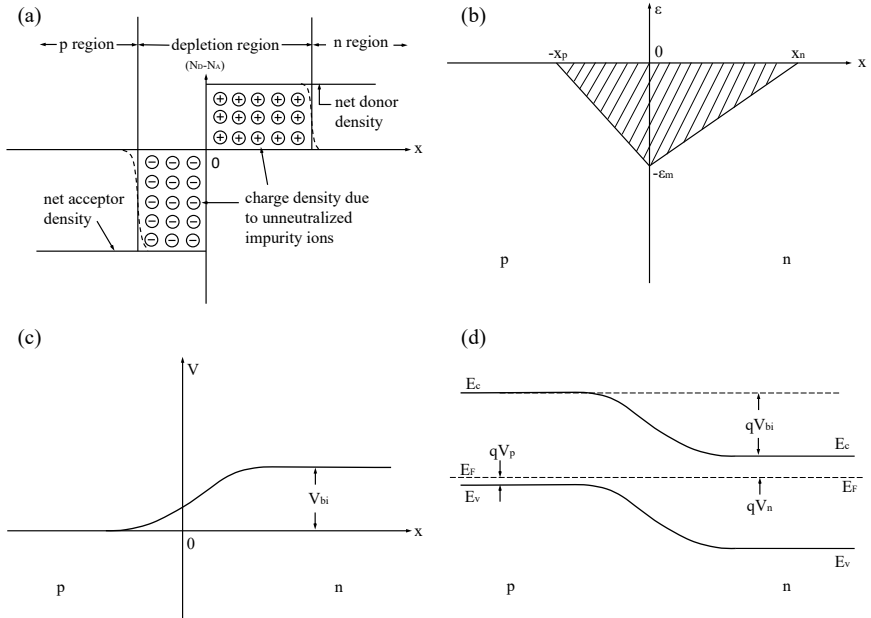 (a)
p region
depletion region
n region
(ND-NA)
net donor
density
x
0
net acceptor
density
charge density due
to unneutralized
impurity ions
(b)
ε
-xp
0
xn
x
-εm
p
n
(c)
V
Vbi
0
x
p
n
(d)
Ec
qVbi
Ec
qVp
EF
EF
Ev
qVn
Ev
p
n